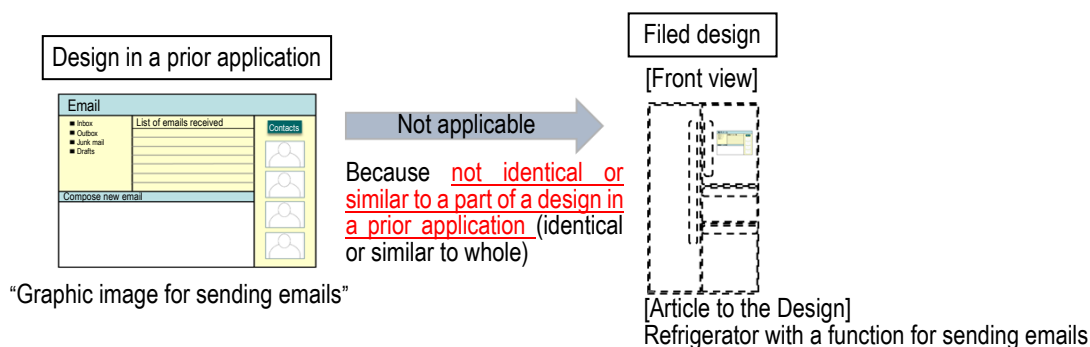 Design in a prior application
Email
■ Inbox
■ Outbox
■ Junk mail
■ Drafts
List of emails received
Contacts
Compose new email
“Graphic image for sending emails”
Not applicable
Because not identical or
similar to a part of a design in
a prior application (identical
or similar to whole)
Filed design
[Front view]
[Article to the Design]
Refrigerator with a function for sending emails